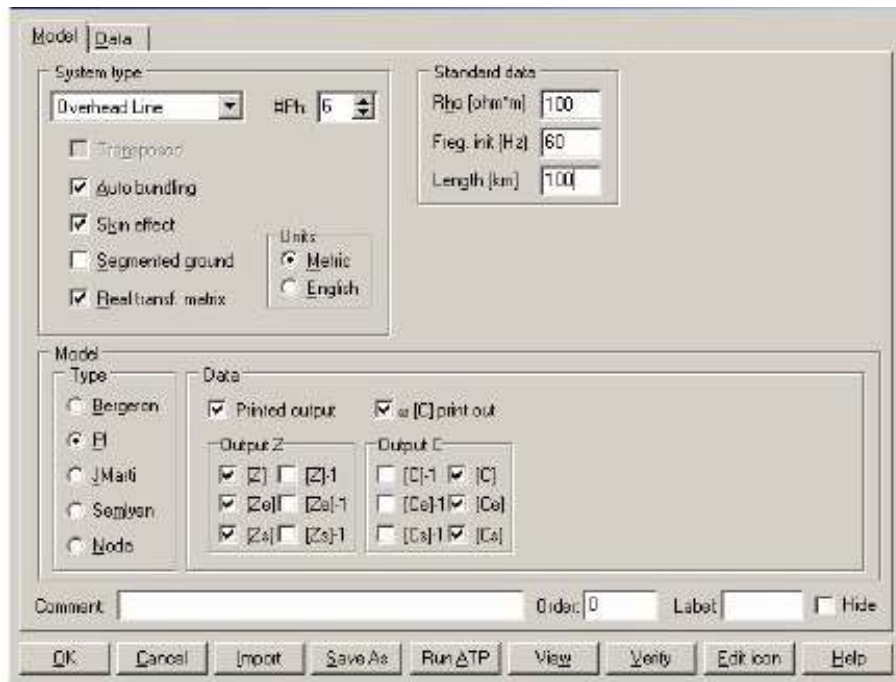 Model Data
System type
Overhead Line #Ph: 6
Transposed
Auto bundling
Skin effect
Segmented ground
Real transf. matrix
Units
Metric
English
Standard data
Rho [ohm*m] 100
Freq. init [Hz] 60
Length [km] 100
Model
Type
Bergeron
PI
JMarti
Semlyen
Noda
Data
Printed output
ω [C] print out
Output Z
[Z] [Z]-1
[Ze] [Ze]-1
[Zs] [Zs]-1
Output C
[C]-1 [C]
[Ce]-1 [Ce]
[Cs]-1 [Cs]
Comment: Order: 0 Label: Hide
OK Cancel Import Save As Run ATP View Verify Edit icon Help